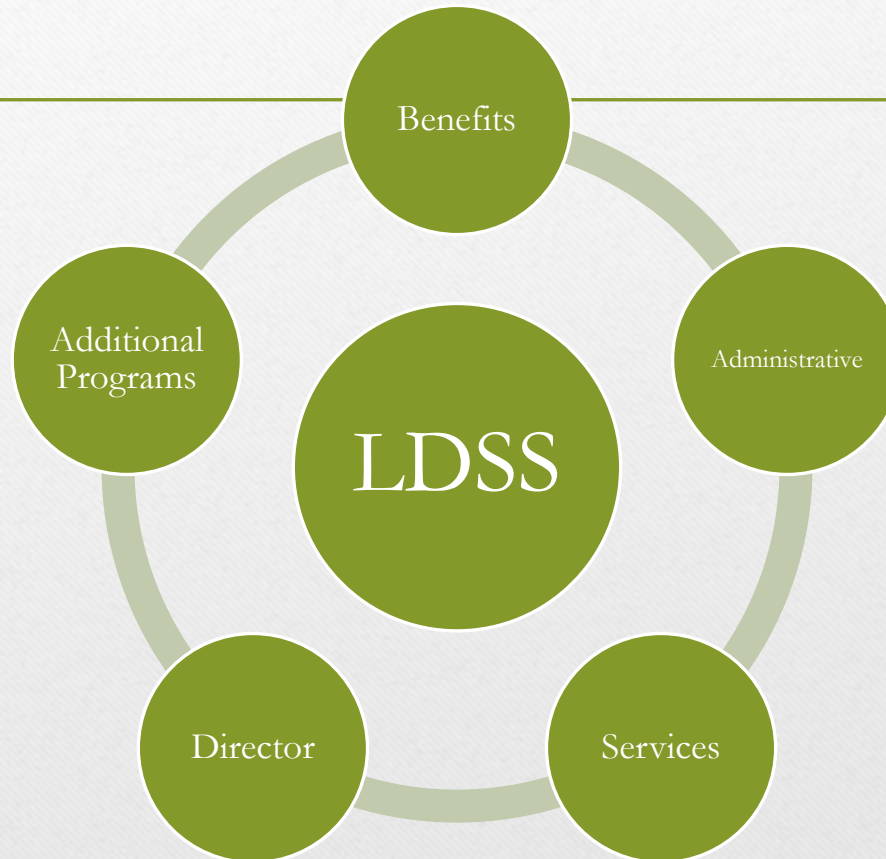 Benefits
Additional
Programs
Administrative
LDSS
Director
Services